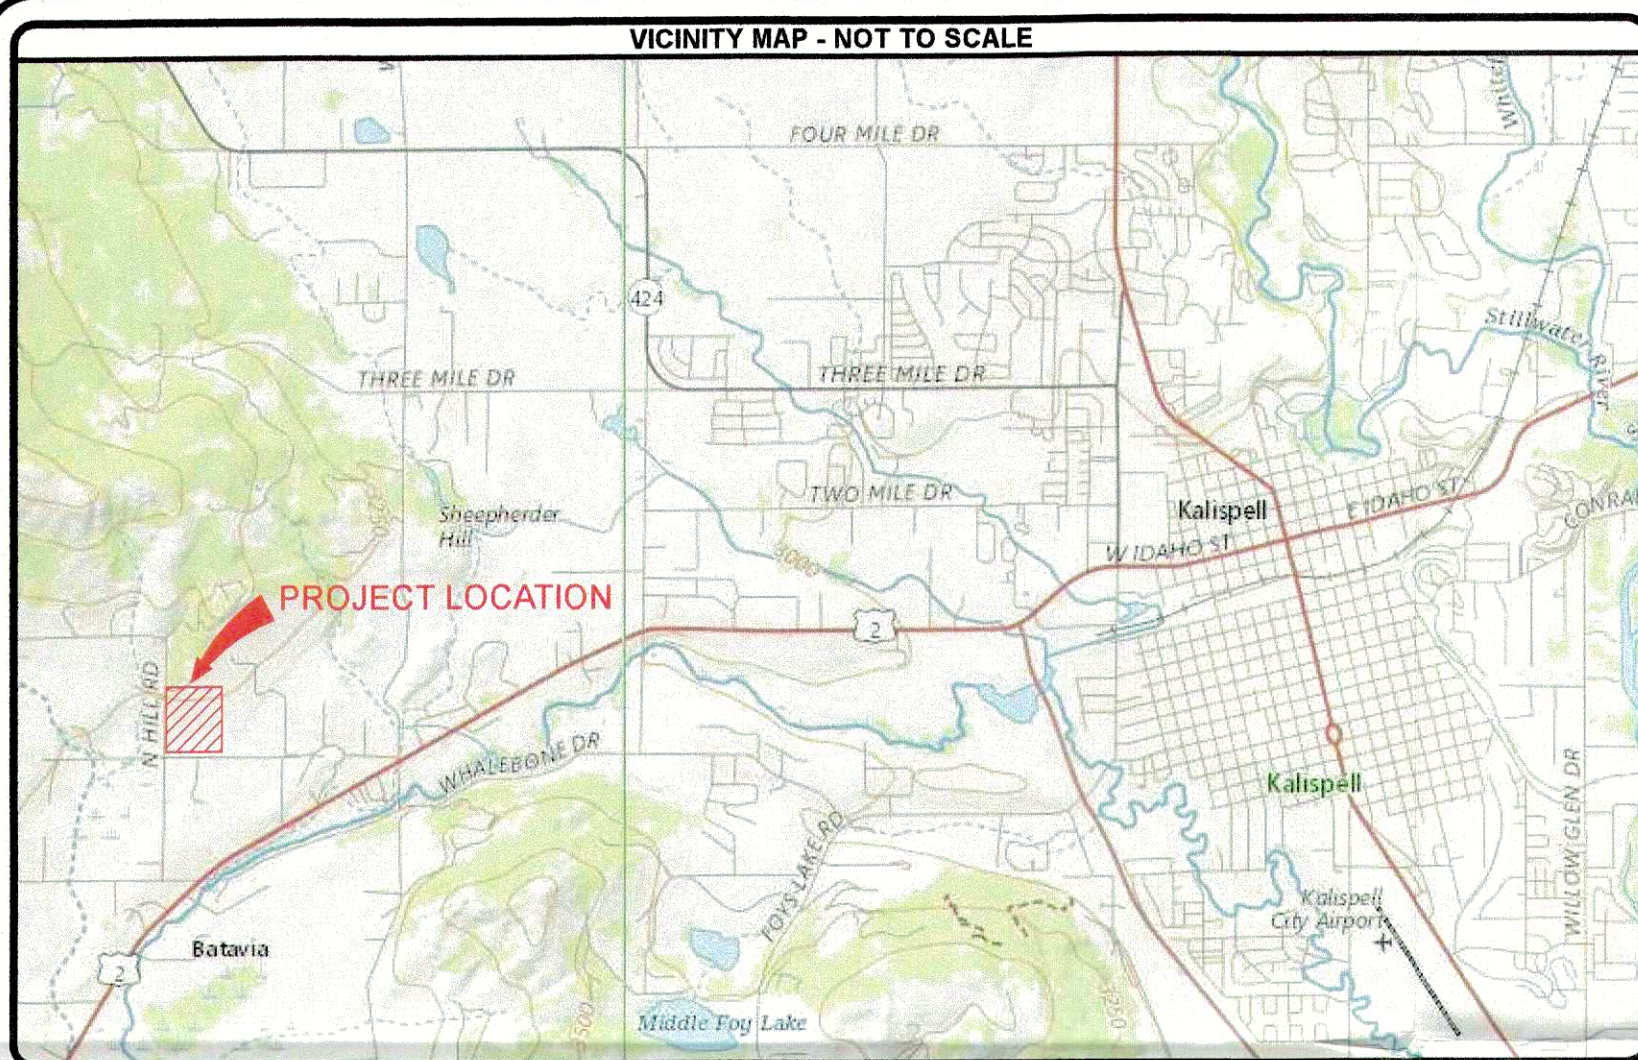 VICINITY MAP - NOT TO SCALE
FOUR MILE DR
424
Stillwater River
THREE MILE DR
THREE MILE DR
TWO MILE DR
Kalispell
E IDAHO ST
Sheepherder
Hill
W IDAHO ST
5000
PROJECT LOCATION
2
N HILL RD
WHALEBONE DR
Kalispell
WILLOW GLEN DR
FOYS LAKE RD
Kalispell
City Airport
Batavia
2
Middle Foy Lake